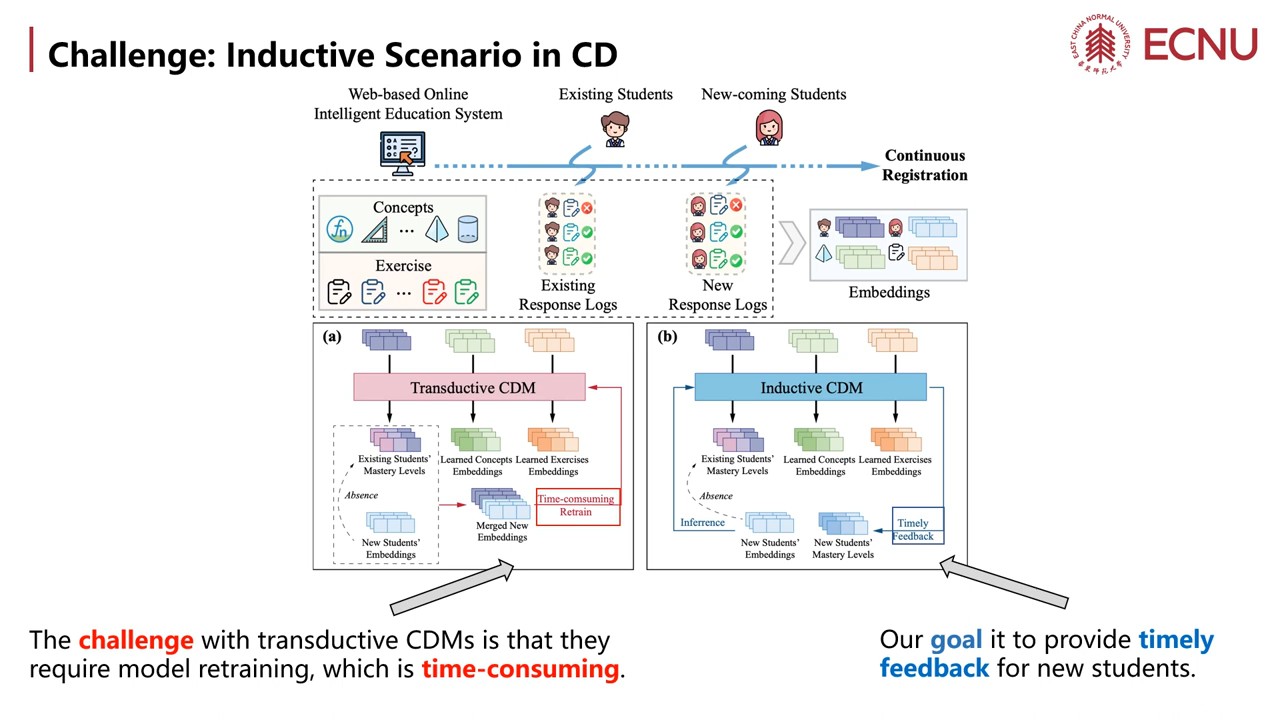 Challenge: Inductive Scenario in CD
EAST CHINA NORMAL UNIVERSITY
ECNU
Web-based Online
Intelligent Education System
Existing Students
New-coming Students
Continuous
Registration
Concepts
...
Exercise
...
Existing
Response Logs
New
Response Logs
Embeddings
(a)
Transductive CDM
Existing Students'
Mastery Levels
Learned Concepts
Embeddings
Learned Exercises
Embeddings
Absence
New Students'
Embeddings
Merged New
Embeddings
Time-comsuming
Retrain
(b)
Inductive CDM
Existing Students'
Mastery Levels
Learned Concepts
Embeddings
Learned Exercises
Embeddings
Absence
Inferrence
New Students'
Embeddings
New Students'
Mastery Levels
Timely
Feedback
The challenge with transductive CDMs is that they
require model retraining, which is time-consuming.
Our goal it to provide timely
feedback for new students.